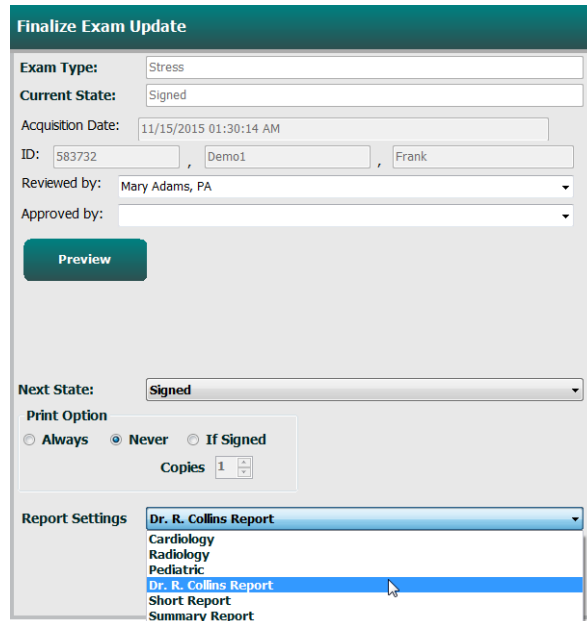 Finalize Exam Update
Exam Type: Stress
Current State: Signed
Acquisition Date: 11/15/2015 01:30:14 AM
ID: 583732 , Demo1 , Frank
Reviewed by: Mary Adams, PA
Approved by:
Preview
Next State: Signed
Print Option
Always Never If Signed
Copies 1
Report Settings Dr. R. Collins Report
Cardiology
Radiology
Pediatric
Dr. R. Collins Report
Short Report
Summary Report